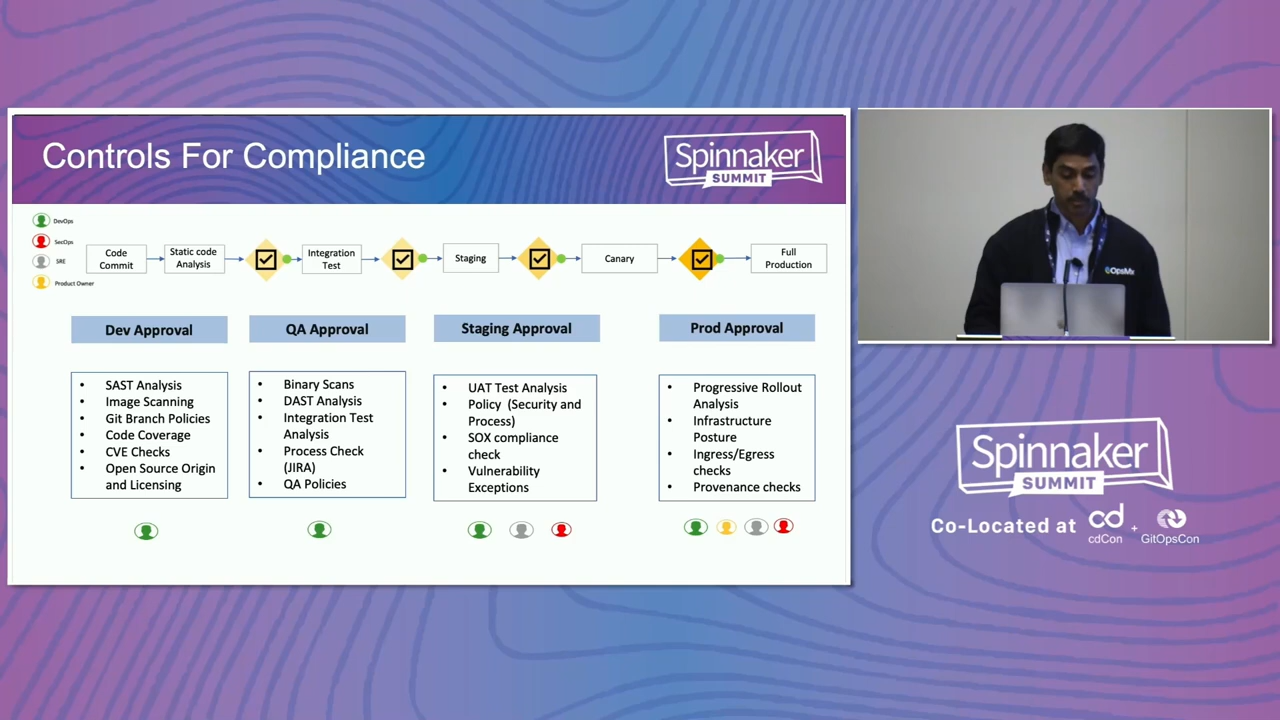 Controls For Compliance
Spinnaker
SUMMIT
DevOps
SecOps
SRE
Product Owner
Code
Commit
Static code
Analysis
Integration
Test
Staging
Canary
Full
Production
Dev Approval
• SAST Analysis
• Image Scanning
• Git Branch Policies
• Code Coverage
• CVE Checks
• Open Source Origin
and Licensing
QA Approval
• Binary Scans
• DAST Analysis
• Integration Test
Analysis
• Process Check
(JIRA)
• QA Policies
Staging Approval
• UAT Test Analysis
• Policy (Security and
Process)
• SOX compliance
check
• Vulnerability
Exceptions
Prod Approval
• Progressive Rollout
Analysis
• Infrastructure
Posture
• Ingress/Egress
checks
• Provenance checks
OpsMx
Spinnaker
SUMMIT
Co-Located at
cd
cdCon
+
GitOpsCon